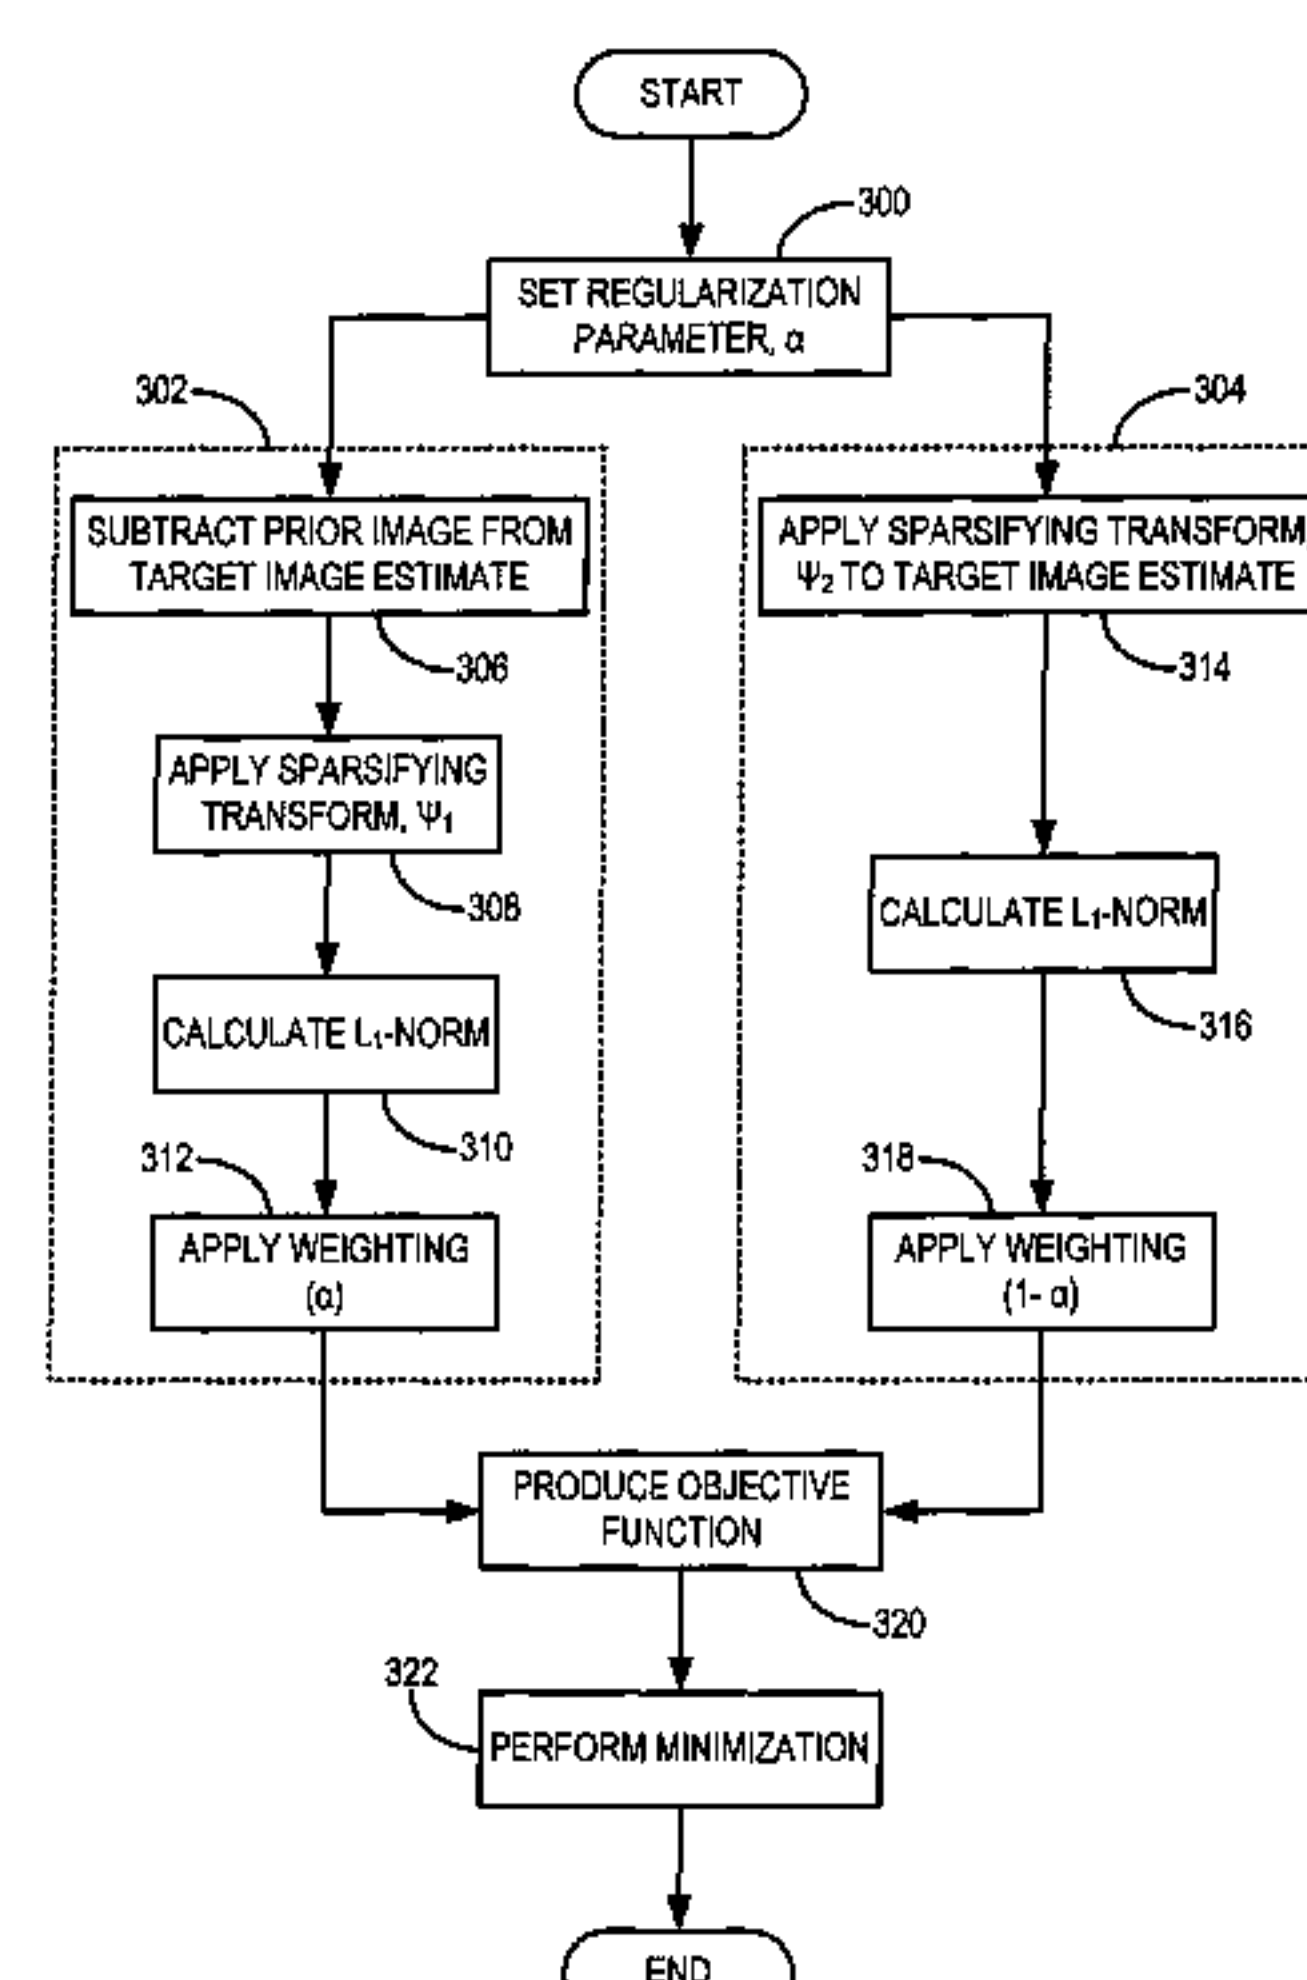 START
300
SET REGULARIZATION
PARAMETER, α
302
304
SUBTRACT PRIOR IMAGE FROM
TARGET IMAGE ESTIMATE
306
APPLY SPARSIFYING
TRANSFORM, Ψ₁
308
CALCULATE L₁-NORM
310
312
APPLY WEIGHTING
(α)
APPLY SPARSIFYING TRANSFORM,
Ψ₂ TO TARGET IMAGE ESTIMATE
314
CALCULATE L₁-NORM
316
318
APPLY WEIGHTING
(1- α)
PRODUCE OBJECTIVE
FUNCTION
320
322
PERFORM MINIMIZATION
END